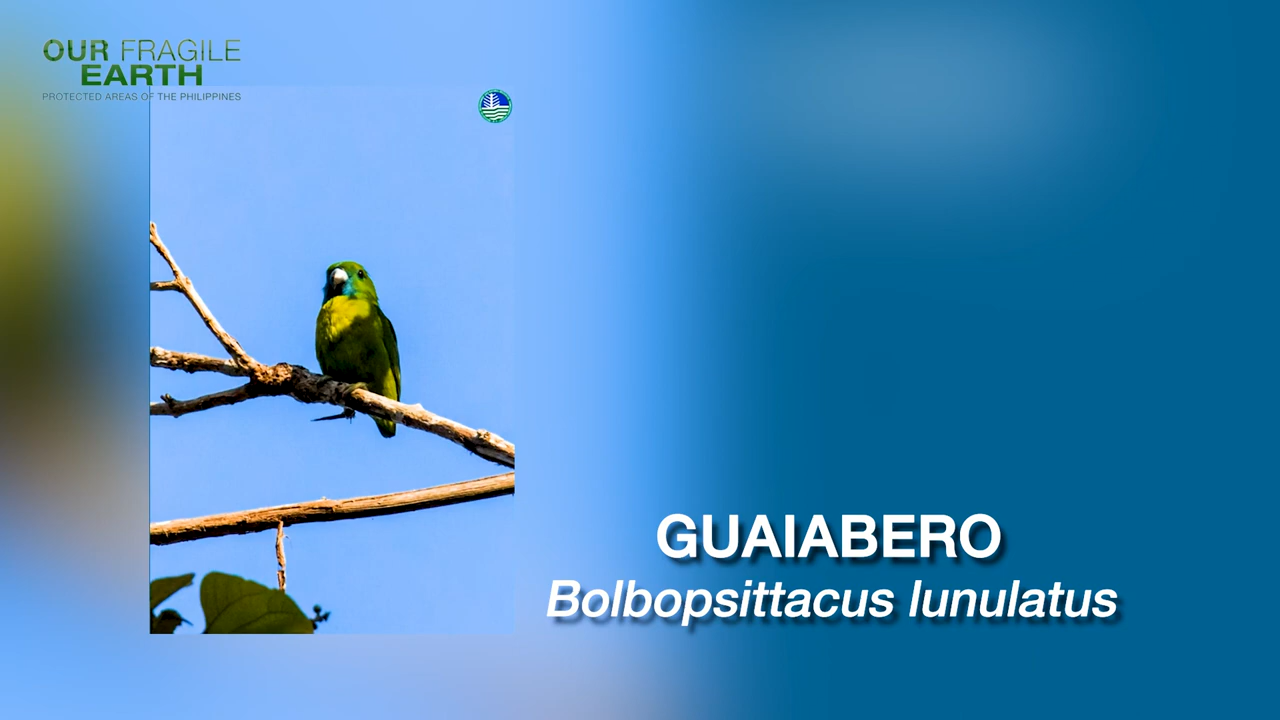 OUR FRAGILE
EARTH
PROTECTED AREAS OF THE PHILIPPINES
GUAIABERO
Bolbopsittacus lunulatus